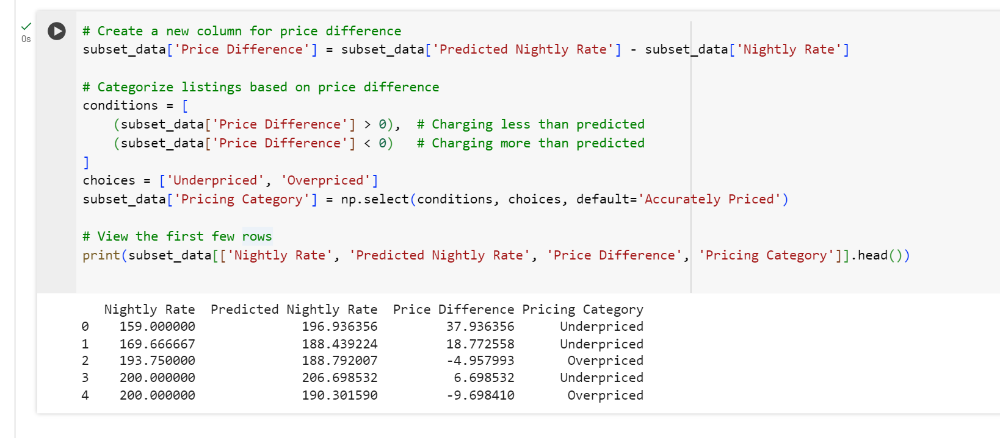 0s
# Create a new column for price difference
subset_data['Price Difference'] = subset_data['Predicted Nightly Rate'] - subset_data['Nightly Rate']
# Categorize listings based on price difference
conditions = [
    (subset_data['Price Difference'] > 0),  # Charging less than predicted
    (subset_data['Price Difference'] < 0)   # Charging more than predicted
]
choices = ['Underpriced', 'Overpriced']
subset_data['Pricing Category'] = np.select(conditions, choices, default='Accurately Priced')
# View the first few rows
print(subset_data[['Nightly Rate', 'Predicted Nightly Rate', 'Price Difference', 'Pricing Category']].head())
   Nightly Rate  Predicted Nightly Rate  Price Difference Pricing Category
0    159.000000              196.936356         37.936356      Underpriced
1    169.666667              188.439224         18.772558      Underpriced
2    193.750000              188.792007         -4.957993       Overpriced
3    200.000000              206.698532          6.698532      Underpriced
4    200.000000              190.301590         -9.698410       Overpriced